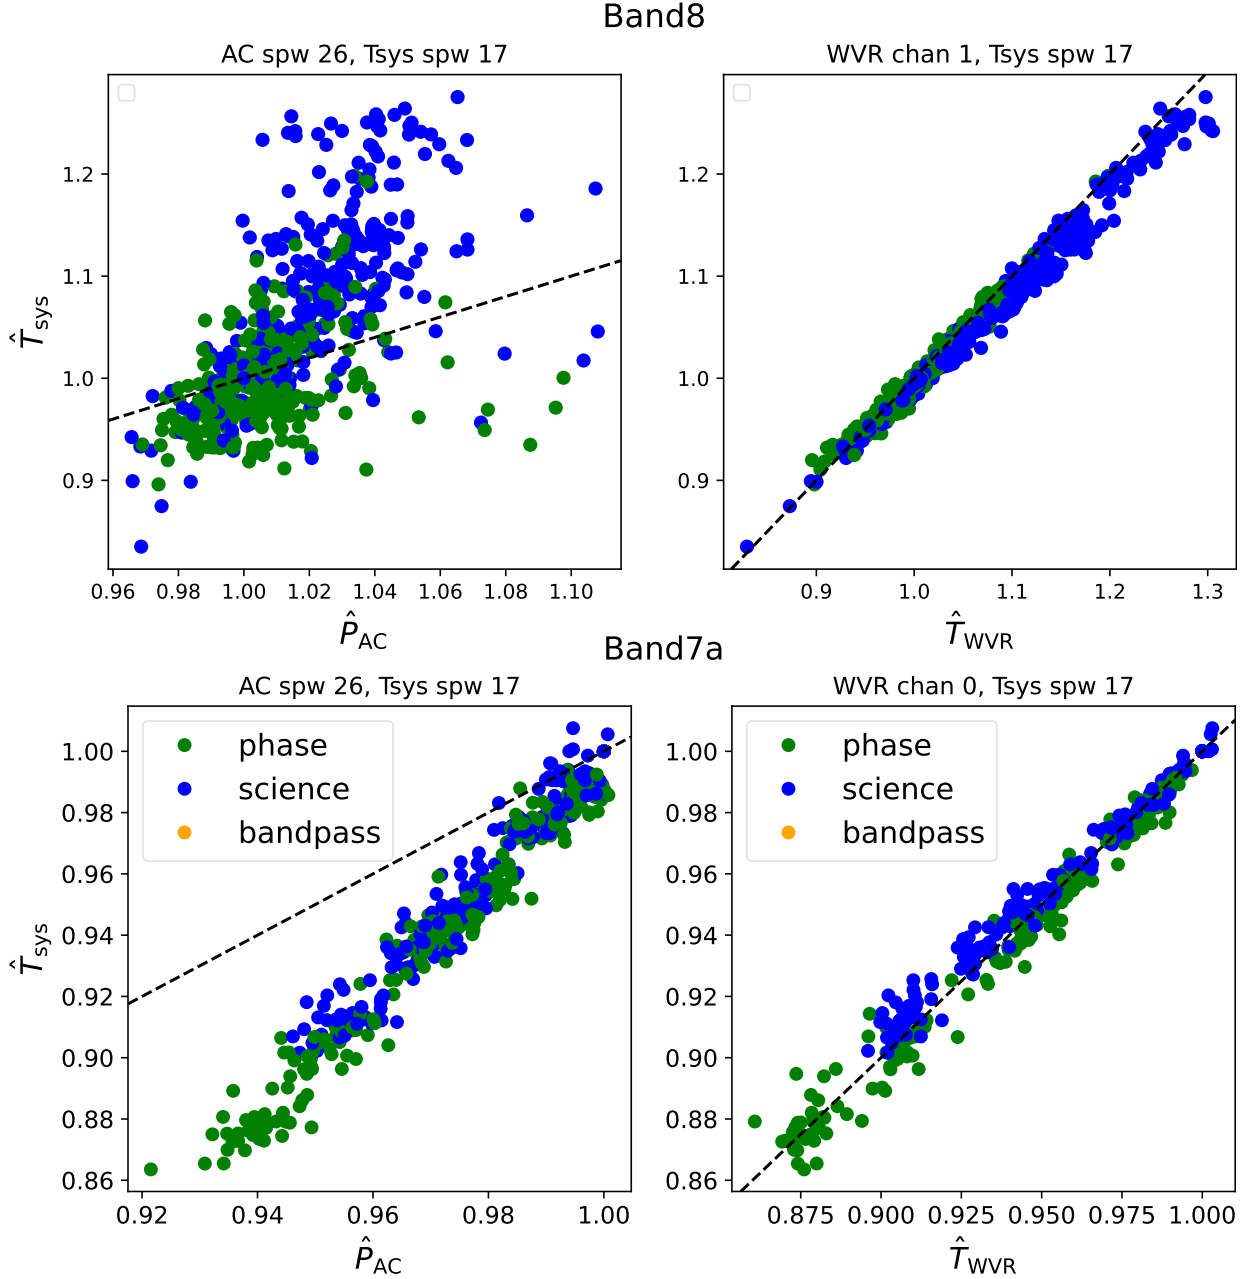 Band8
AC spw 26, Tsys spw 17
WVR chan 1, Tsys spw 17
1.2
1.1
1.0
0.9
T̂sys
0.96 0.98 1.00 1.02 1.04 1.06 1.08 1.10
P̂AC
1.2
1.1
1.0
0.9
0.9 1.0 1.1 1.2 1.3
T̂WVR
Band7a
AC spw 26, Tsys spw 17
WVR chan 0, Tsys spw 17
phase
science
bandpass
1.00
0.98
0.96
0.94
0.92
0.90
0.88
0.86
T̂sys
0.92 0.94 0.96 0.98 1.00
P̂AC
phase
science
bandpass
1.00
0.98
0.96
0.94
0.92
0.90
0.88
0.86
0.875 0.900 0.925 0.950 0.975 1.000
T̂WVR